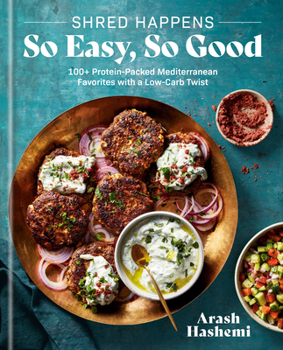 SHRED HAPPENS
So Easy, So Good
100+ Protein-Packed Mediterranean
Favorites with a Low-Carb Twist
Arash
Hashemi